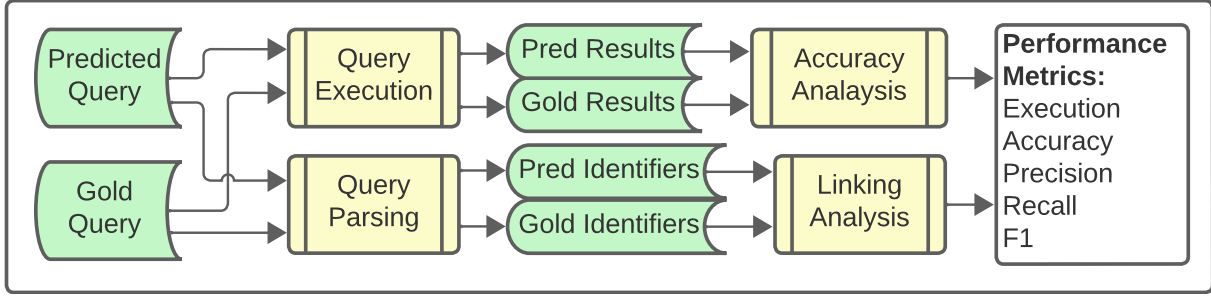 Predicted
Query
Query
Execution
Pred Results
Gold Results
Accuracy
Analaysis
Gold
Query
Query
Parsing
Pred Identifiers
Gold Identifiers
Linking
Analysis
Performance
Metrics:
Execution
Accuracy
Precision
Recall
F1